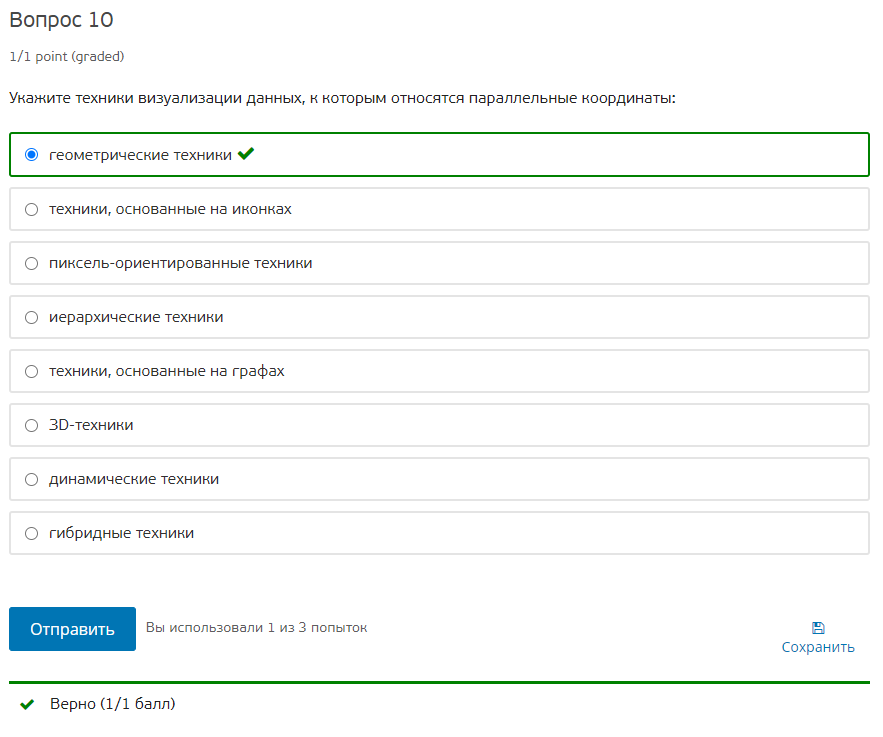 Вопрос 10
1/1 point (graded)
Укажите техники визуализации данных, к которым относятся параллельные координаты:
геометрические техники
техники, основанные на иконках
пиксель-ориентированные техники
иерархические техники
техники, основанные на графах
3D-техники
динамические техники
гибридные техники
Отправить
Вы использовали 1 из 3 попыток
Сохранить
Верно (1/1 балл)